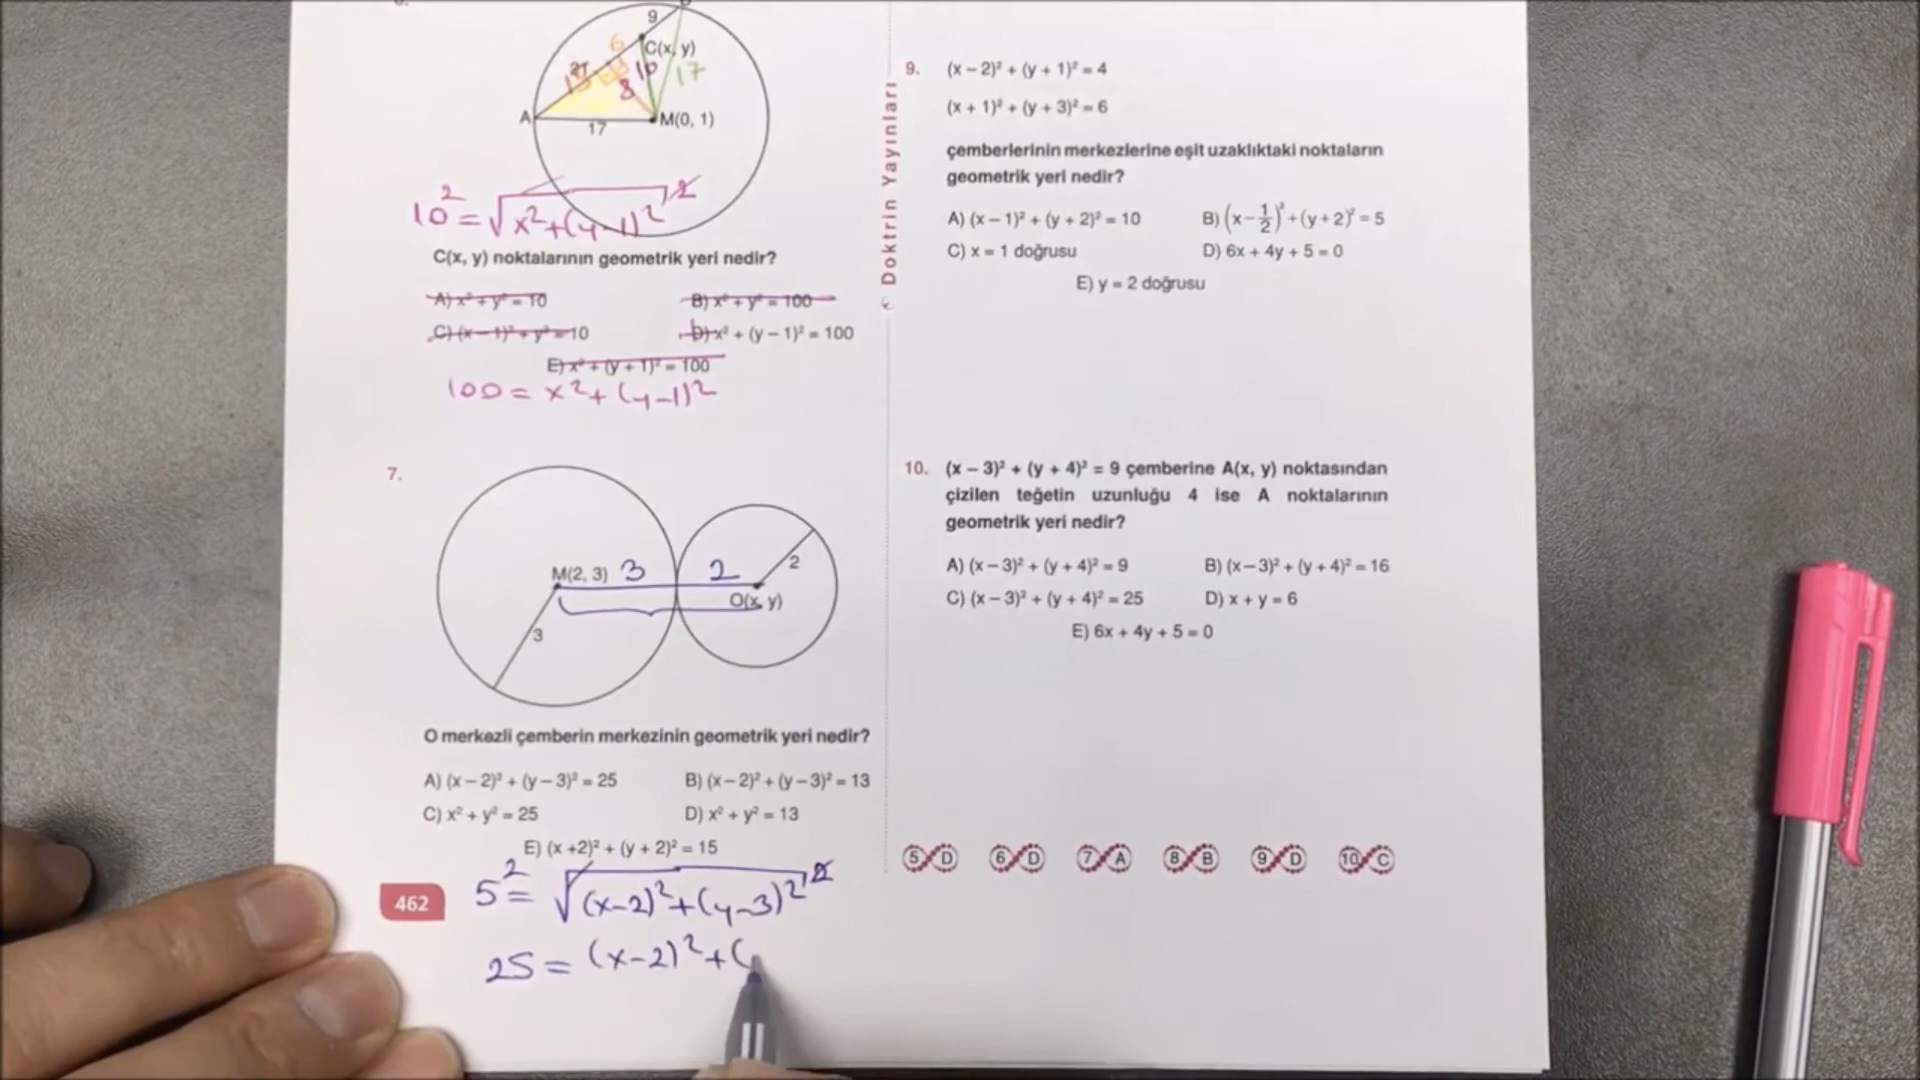 9
C(x, y)
6
10
17
8
A
17
M(0, 1)
10² = √x²+(y-1)²
C(x, y) noktalarının geometrik yeri nedir?
A) x² + y² = 10
B) x² + y² = 100
C) (x – 1)² + y² = 10
D) x² + (y – 1)² = 100
E) x² + (y + 1)² = 100
100 = x²+(y-1)²
7.
M(2, 3)
3
2
2
O(x, y)
3
O merkezli çemberin merkezinin geometrik yeri nedir?
A) (x – 2)² + (y – 3)² = 25
B) (x – 2)² + (y – 3)² = 13
C) x² + y² = 25
D) x² + y² = 13
E) (x +2)² + (y + 2)² = 15
5² = √(x-2)²+(y-3)²
25 = (x-2)²+(
462
Doktrin Yayınları
9.
(x – 2)² + (y + 1)² = 4
(x + 1)² + (y + 3)² = 6
çemberlerinin merkezlerine eşit uzaklıktaki noktaların
geometrik yeri nedir?
A) (x – 1)² + (y + 2)² = 10
B) (x – 1/2)² + (y + 2)² = 5
C) x = 1 doğrusu
D) 6x + 4y + 5 = 0
E) y = 2 doğrusu
10. (x – 3)² + (y + 4)² = 9 çemberine A(x, y) noktasından
çizilen teğetin uzunluğu 4 ise A noktalarının
geometrik yeri nedir?
A) (x – 3)² + (y + 4)² = 9
B) (x – 3)² + (y + 4)² = 16
C) (x – 3)² + (y + 4)² = 25
D) x + y = 6
E) 6x + 4y + 5 = 0
5 D 6 D 7 A 8 B 9 D 10 C